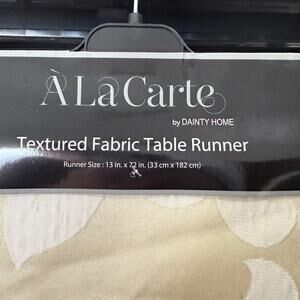 À La Carte
by DAINTY HOME
Textured Fabric Table Runner
Runner Size : 13 in. x 72 in. (33 cm x 182 cm)